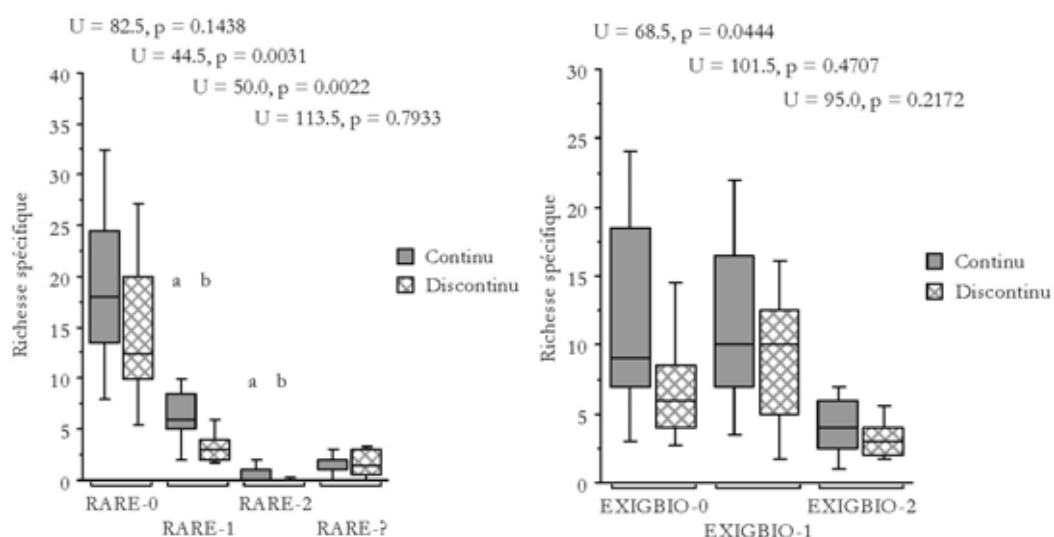 U = 82.5, p = 0.1438
U = 44.5, p = 0.0031
U = 50.0, p = 0.0022
U = 113.5, p = 0.7933
Richesse spécifique
40
35
30
25
20
15
10
5
0
a b
a b
Continu
Discontinu
RARE-0
RARE-1
RARE-2
RARE-?
U = 68.5, p = 0.0444
U = 101.5, p = 0.4707
U = 95.0, p = 0.2172
Richesse spécifique
30
25
20
15
10
5
0
Continu
Discontinu
EXIGBIO-0
EXIGBIO-1
EXIGBIO-2